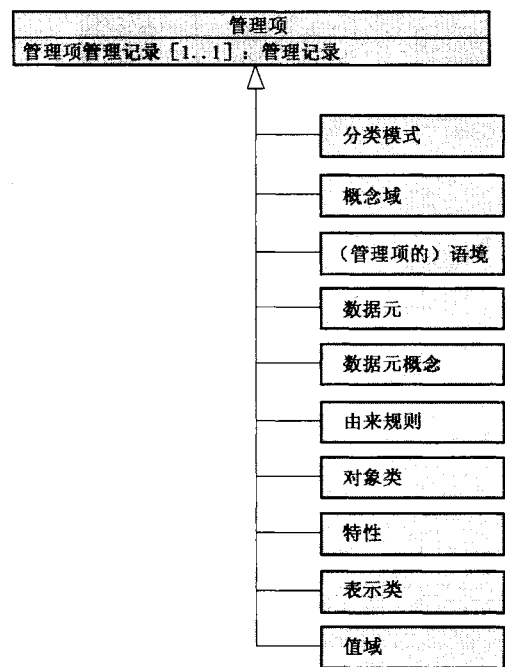 管理项
管理项管理记录 [1..1]：管理记录
分类模式
概念域
（管理项的）语境
数据元
数据元概念
由来规则
对象类
特性
表示类
值域